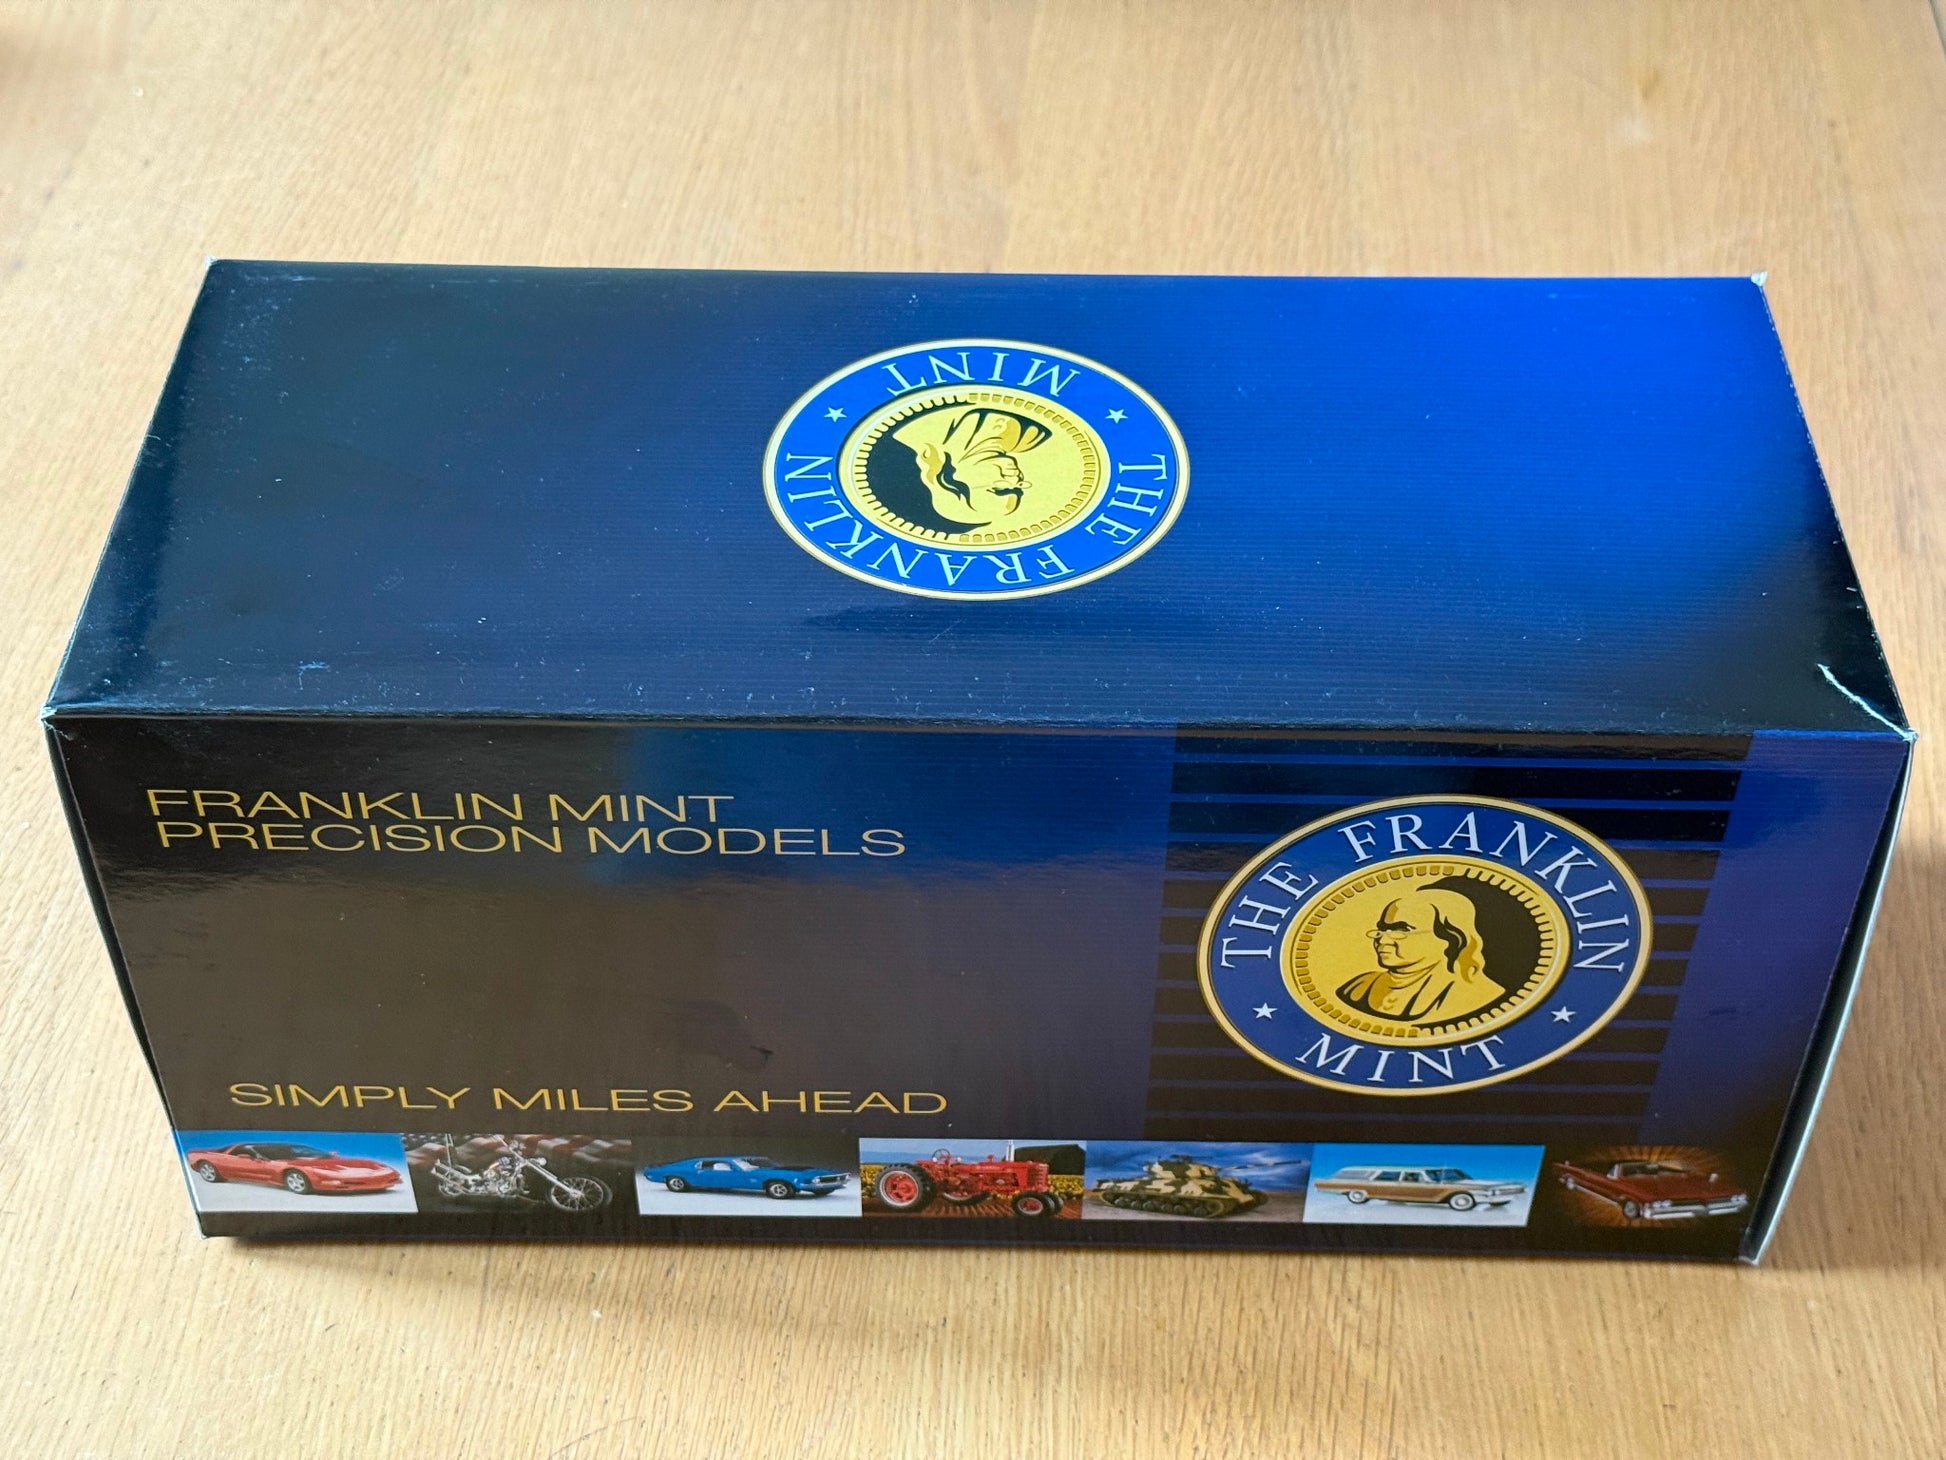 THE FRANKLIN
MINT
FRANKLIN MINT
PRECISION MODELS
THE FRANKLIN
MINT
SIMPLY MILES AHEAD